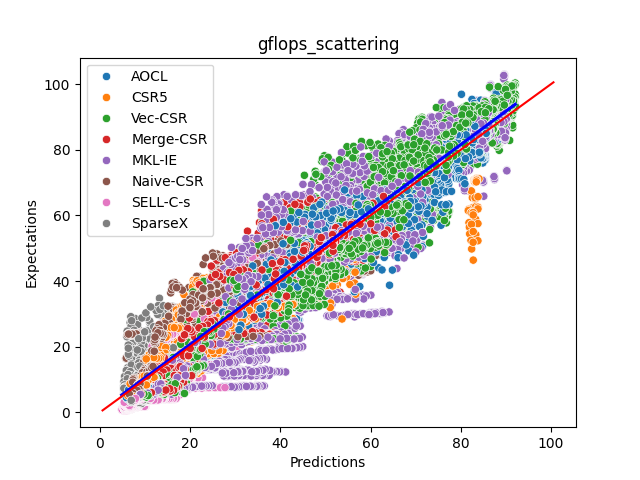 gflops_scattering
AOCL
CSR5
Vec-CSR
Merge-CSR
MKL-IE
Naive-CSR
SELL-C-s
SparseX
Expectations
100
80
60
40
20
0
0 20 40 60 80 100
Predictions